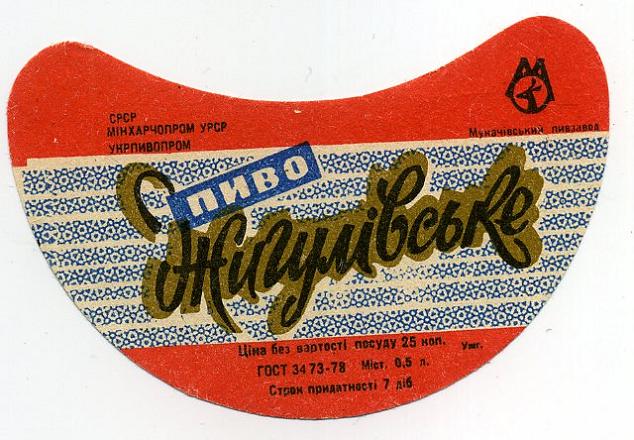 СРСР
МІНХАРЧОПРОМ УРСР
УКРПИВОПРОМ
Мукачівський пивзавод
ПИВО
Жигулівське
Ціна без вартості посуду 25 коп.
Ужг.
ГОСТ 3473-78 Міст. 0,5 л.
Строк придатності 7 діб